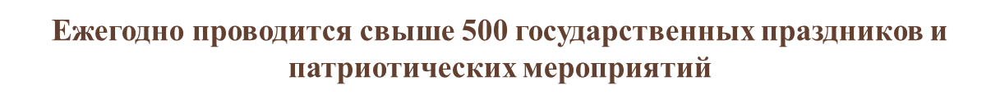 Ежегодно проводится свыше 500 государственных праздников и
патриотических мероприятий